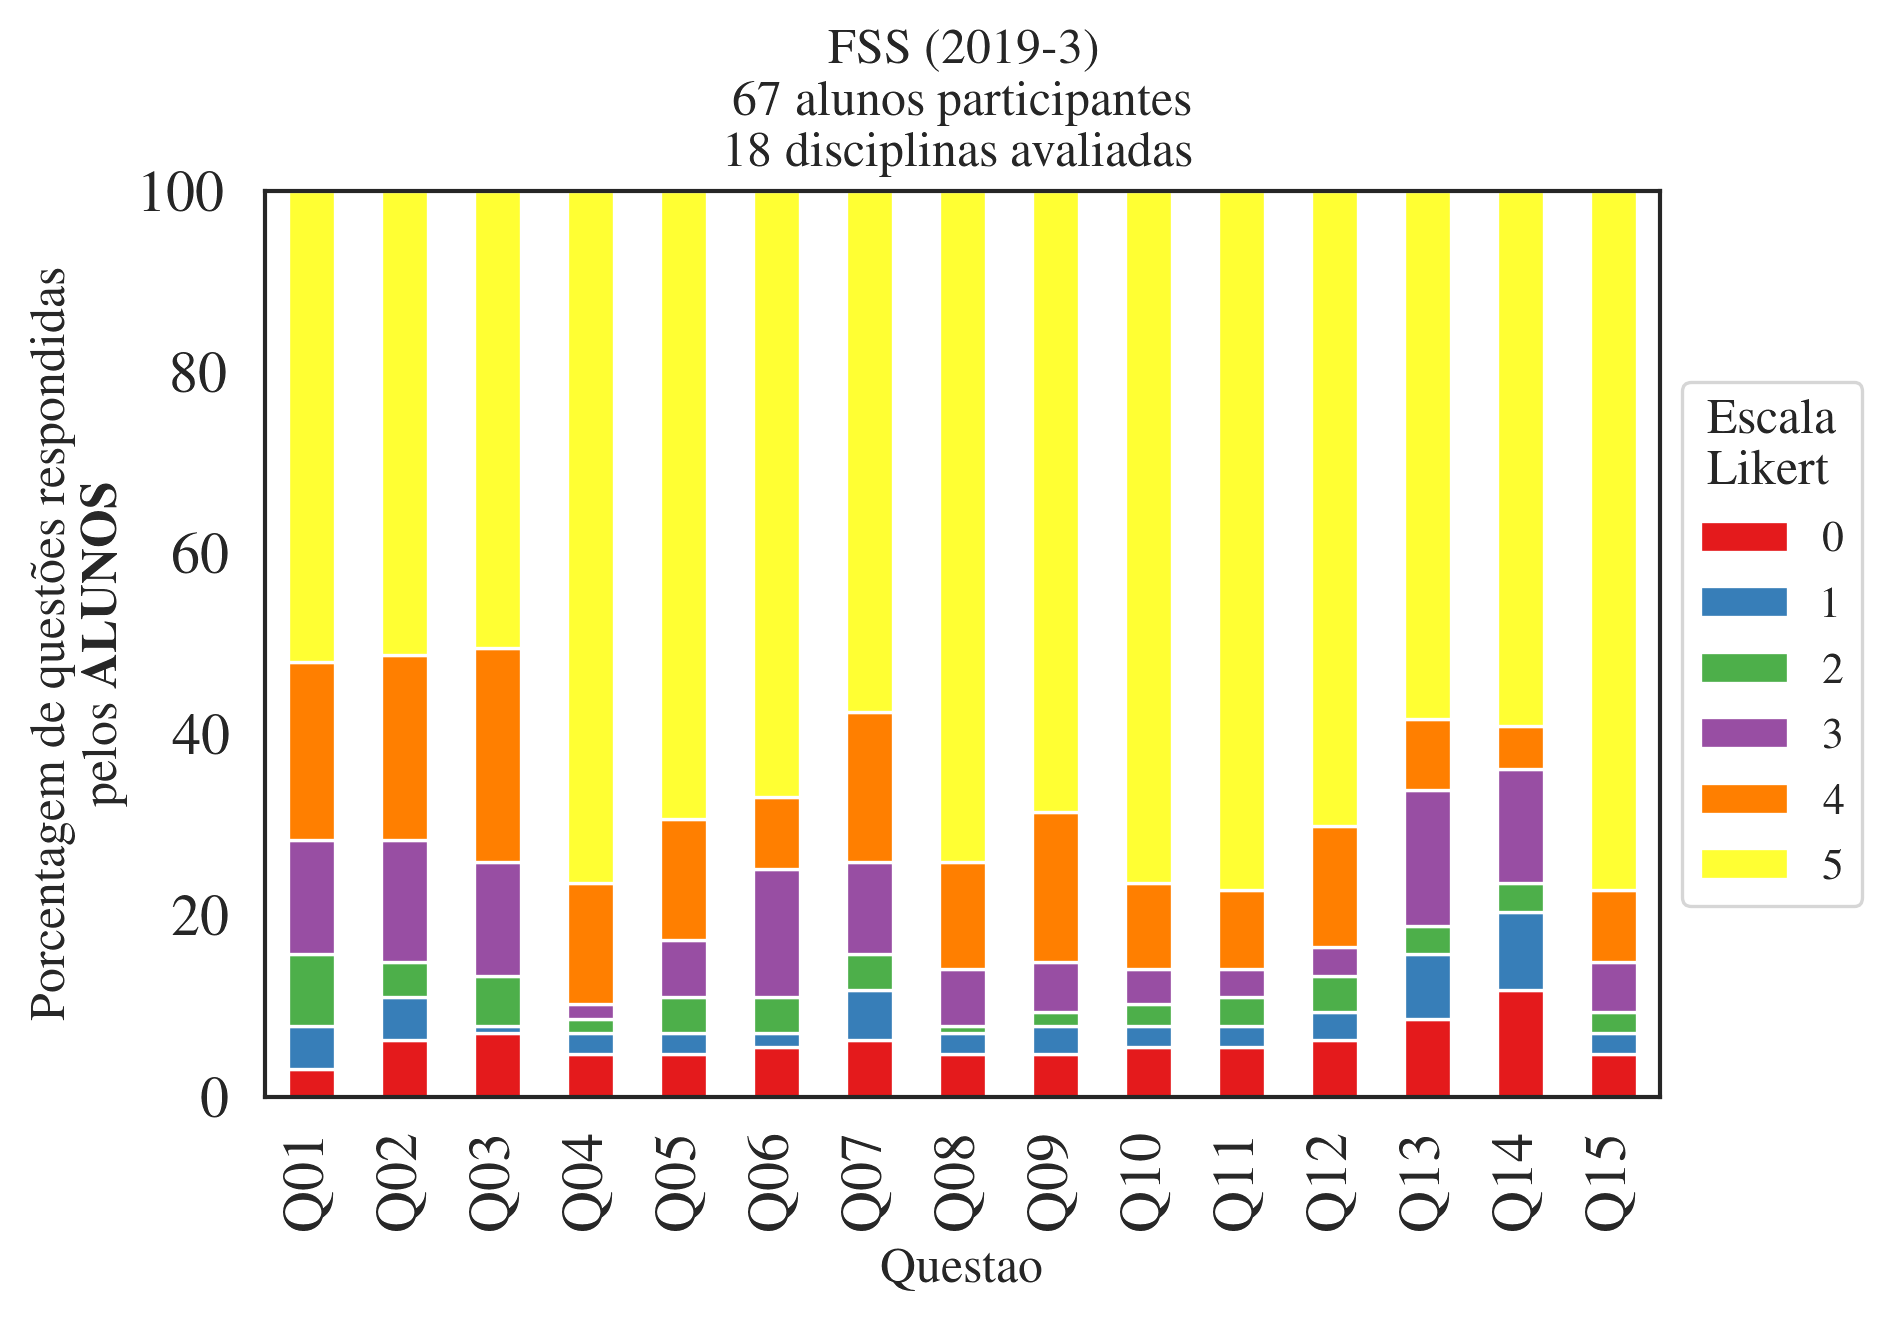 FSS (2019-3)
67 alunos participantes
18 disciplinas avaliadas
Porcentagem de questões respondidas
pelos ALUNOS
100
80
60
40
20
0
Q01
Q02
Q03
Q04
Q05
Q06
Q07
Q08
Q09
Q10
Q11
Q12
Q13
Q14
Q15
Questao
Escala
Likert
0
1
2
3
4
5